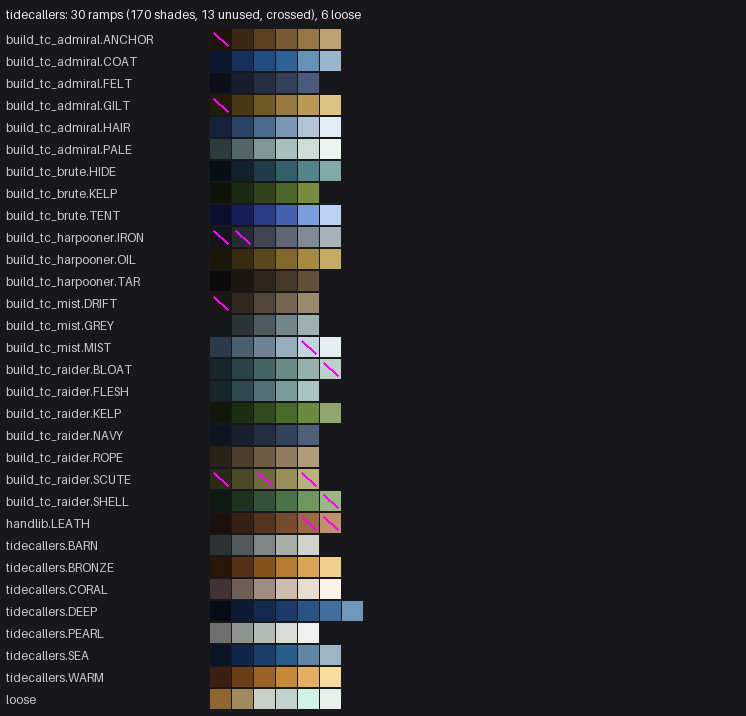 tidecallers: 30 ramps (170 shades, 13 unused, crossed), 6 loose
build_tc_admiral.ANCHOR
build_tc_admiral.COAT
build_tc_admiral.FELT
build_tc_admiral.GILT
build_tc_admiral.HAIR
build_tc_admiral.PALE
build_tc_brute.HIDE
build_tc_brute.KELP
build_tc_brute.TENT
build_tc_harpooner.IRON
build_tc_harpooner.OIL
build_tc_harpooner.TAR
build_tc_mist.DRIFT
build_tc_mist.GREY
build_tc_mist.MIST
build_tc_raider.BLOAT
build_tc_raider.FLESH
build_tc_raider.KELP
build_tc_raider.NAVY
build_tc_raider.ROPE
build_tc_raider.SCUTE
build_tc_raider.SHELL
handlib.LEATH
tidecallers.BARN
tidecallers.BRONZE
tidecallers.CORAL
tidecallers.DEEP
tidecallers.PEARL
tidecallers.SEA
tidecallers.WARM
loose